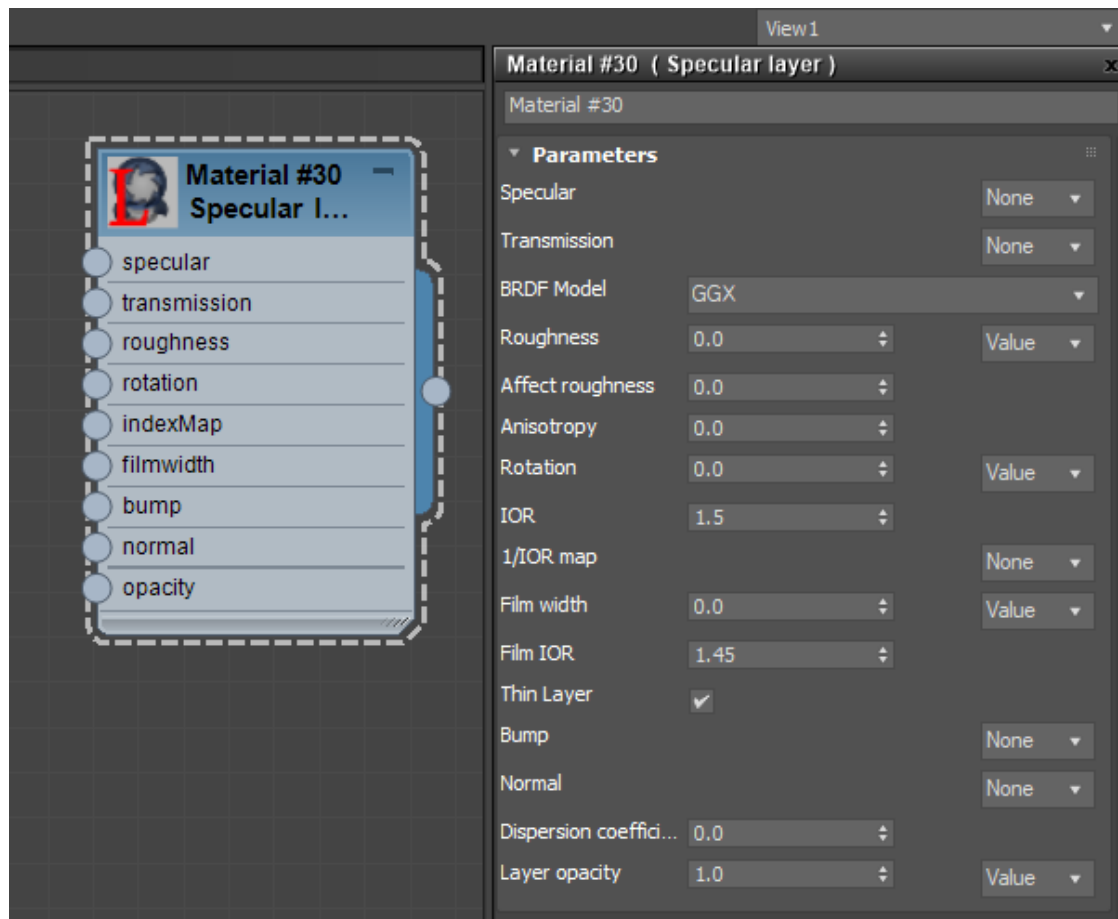 View1
Material #30 ( Specular layer )
x
Material #30
Material #30
Specular l...
L
specular
transmission
roughness
rotation
indexMap
filmwidth
bump
normal
opacity
Parameters
Specular None
Transmission None
BRDF Model GGX
Roughness 0.0 Value
Affect roughness 0.0
Anisotropy 0.0
Rotation 0.0 Value
IOR 1.5
1/IOR map None
Film width 0.0 Value
Film IOR 1.45
Thin Layer
Bump None
Normal None
Dispersion coeffici... 0.0
Layer opacity 1.0 Value